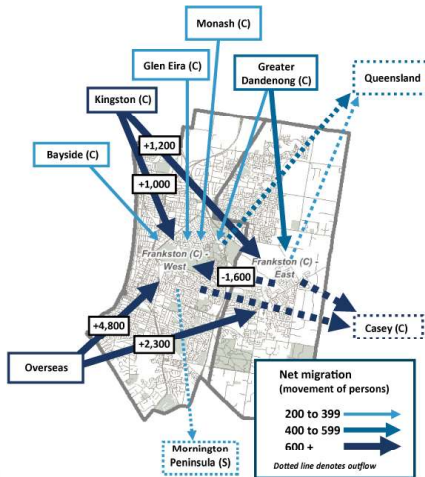 Monash (C)
Glen Eira (C)
Greater
Dandenong (C)
Queensland
Kingston (C)
Bayside (C)
+1,200
+1,000
Frankston (C) -
West
Frankston (C) -
East
-1,600
+4,800
+2,300
Casey (C)
Overseas
Mornington
Peninsula (S)
Net migration
(movement of persons)
200 to 399
400 to 599
600 +
Dotted line denotes outflow